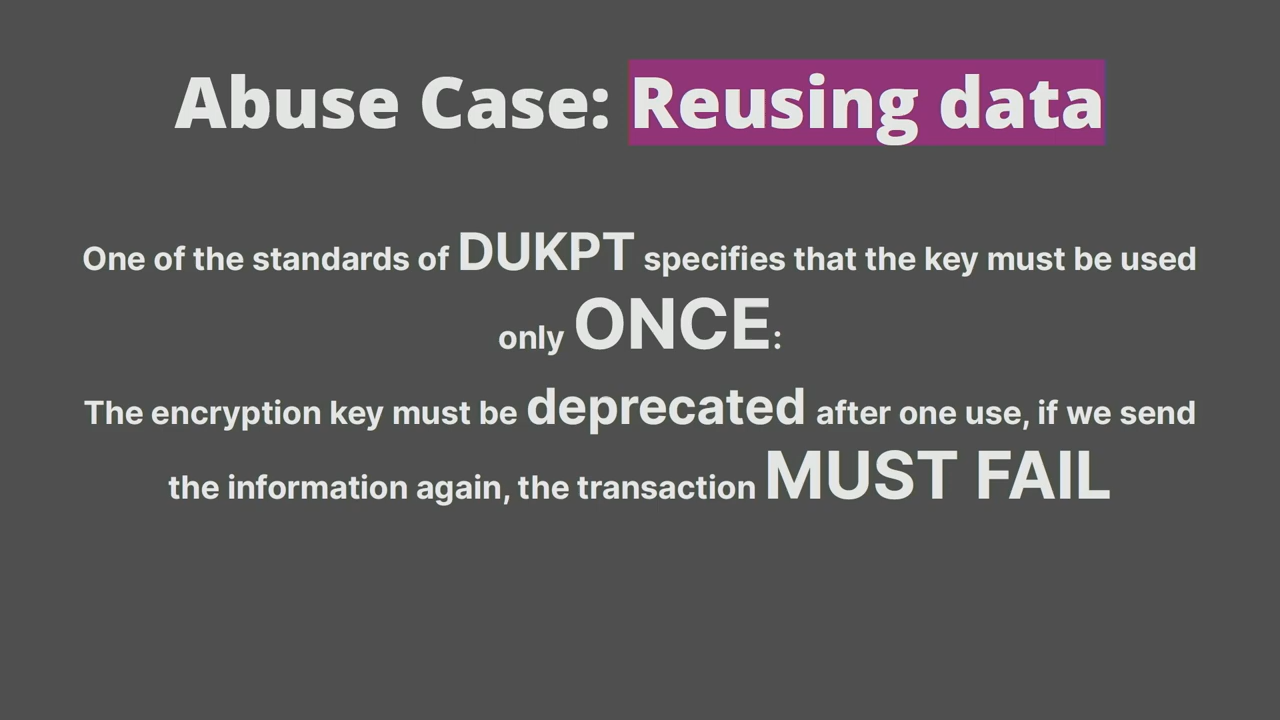 Abuse Case: Reusing data
One of the standards of DUKPT specifies that the key must be used
only ONCE:
The encryption key must be deprecated after one use, if we send
the information again, the transaction MUST FAIL